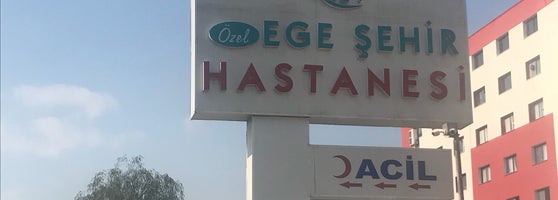 Özel EGE ŞEHİR
HASTANESİ
ACİL